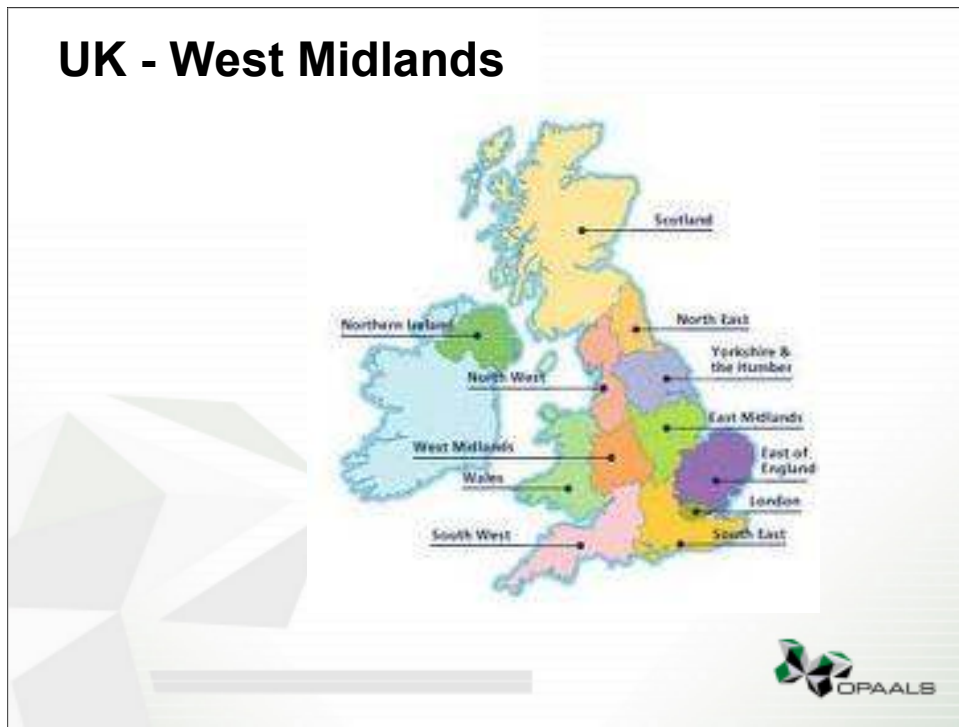 UK - West Midlands
Scotland
North East
Northern Ireland
Yorkshire &
the Humber
North West
East Midlands
West Midlands
East of
England
Wales
London
South West
South East
OPAALS